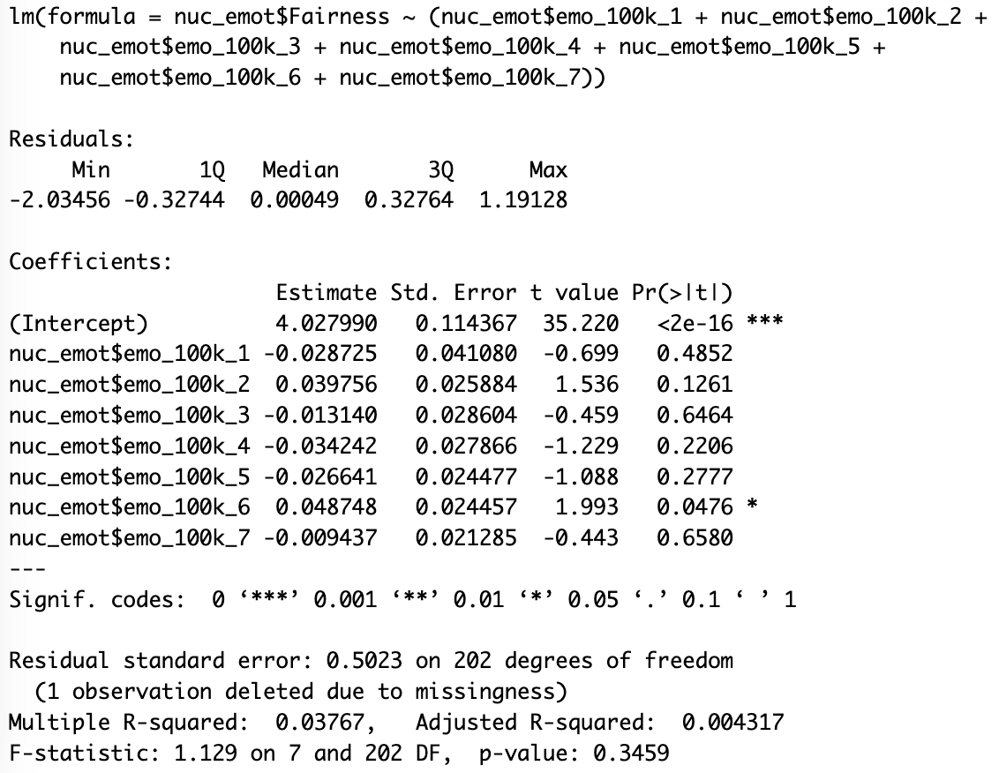 lm(formula = nuc_emot$Fairness ~ (nuc_emot$emo_100k_1 + nuc_emot$emo_100k_2 +
    nuc_emot$emo_100k_3 + nuc_emot$emo_100k_4 + nuc_emot$emo_100k_5 +
    nuc_emot$emo_100k_6 + nuc_emot$emo_100k_7))

Residuals:
     Min       1Q   Median       3Q      Max
-2.03456 -0.32744  0.00049  0.32764  1.19128

Coefficients:
                     Estimate Std. Error t value Pr(>|t|)
(Intercept)          4.027990   0.114367  35.220   <2e-16 ***
nuc_emot$emo_100k_1 -0.028725   0.041080  -0.699   0.4852
nuc_emot$emo_100k_2  0.039756   0.025884   1.536   0.1261
nuc_emot$emo_100k_3 -0.013140   0.028604  -0.459   0.6464
nuc_emot$emo_100k_4 -0.034242   0.027866  -1.229   0.2206
nuc_emot$emo_100k_5 -0.026641   0.024477  -1.088   0.2777
nuc_emot$emo_100k_6  0.048748   0.024457   1.993   0.0476 *
nuc_emot$emo_100k_7 -0.009437   0.021285  -0.443   0.6580
---
Signif. codes:  0 ‘***’ 0.001 ‘**’ 0.01 ‘*’ 0.05 ‘.’ 0.1 ‘ ’ 1

Residual standard error: 0.5023 on 202 degrees of freedom
  (1 observation deleted due to missingness)
Multiple R-squared:  0.03767,   Adjusted R-squared:  0.004317
F-statistic: 1.129 on 7 and 202 DF,  p-value: 0.3459